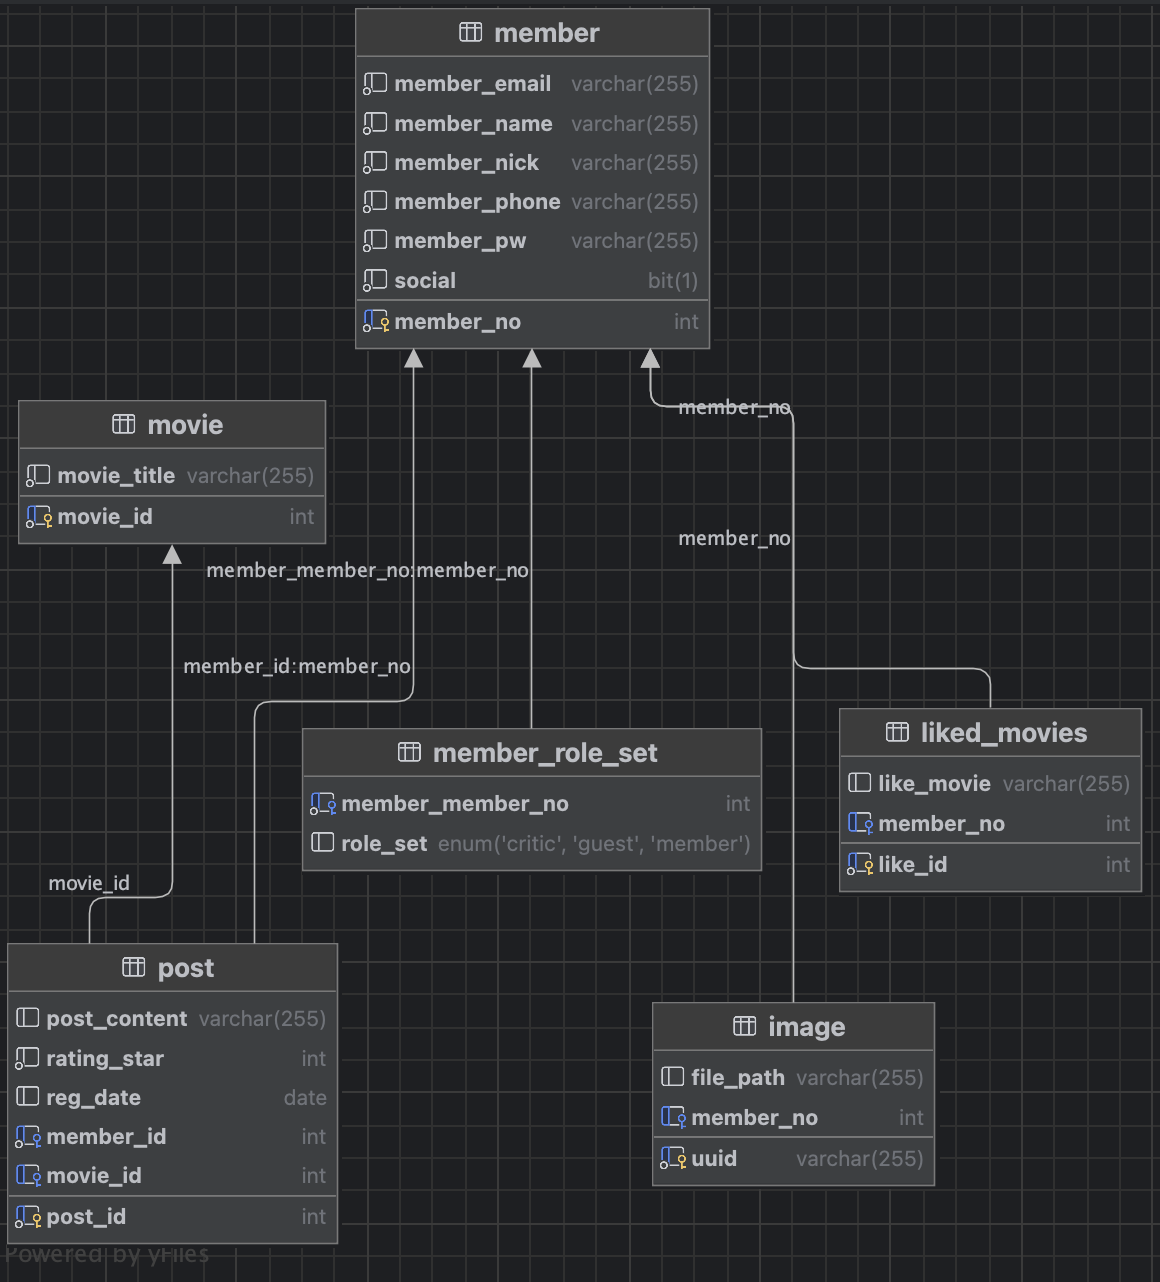 member
member_email varchar(255)
member_name varchar(255)
member_nick varchar(255)
member_phone varchar(255)
member_pw varchar(255)
social bit(1)
member_no int
member_no
movie
movie_title varchar(255)
movie_id int
member_no
member_member_no:member_no
member_id:member_no
member_role_set
member_member_no int
role_set enum('critic', 'guest', 'member')
liked_movies
like_movie varchar(255)
member_no int
like_id int
movie_id
post
post_content varchar(255)
rating_star int
reg_date date
member_id int
movie_id int
post_id int
image
file_path varchar(255)
member_no int
uuid varchar(255)
Powered by yFiles